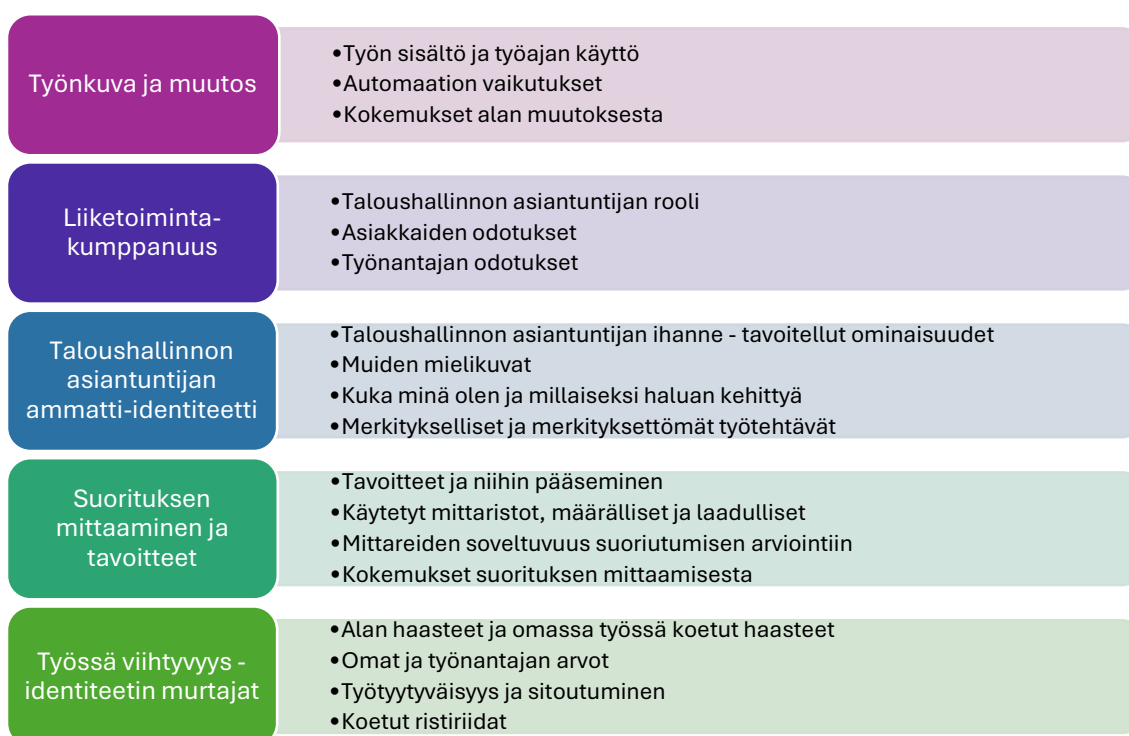 Työnkuva ja muutos
•Työn sisältö ja työajan käyttö
•Automaation vaikutukset
•Kokemukset alan muutoksesta
Liiketoiminta-
kumppanuus
•Taloushallinnon asiantuntijan rooli
•Asiakkaiden odotukset
•Työnantajan odotukset
Taloushallinnon
asiantuntijan
ammatti-identiteetti
•Taloushallinnon asiantuntijan ihanne - tavoitellut ominaisuudet
•Muiden mielikuvat
•Kuka minä olen ja millaiseksi haluan kehittyä
•Merkitykselliset ja merkityksettömät työtehtävät
Suorituksen
mittaaminen ja
tavoitteet
•Tavoitteet ja niihin pääseminen
•Käytetyt mittaristot, määrälliset ja laadulliset
•Mittareiden soveltuvuus suoriutumisen arviointiin
•Kokemukset suorituksen mittaamisesta
Työssä viihtyvyys -
identiteetin murtajat
•Alan haasteet ja omassa työssä koetut haasteet
•Omat ja työnantajan arvot
•Työtyytyväisyys ja sitoutuminen
•Koetut ristiriidat